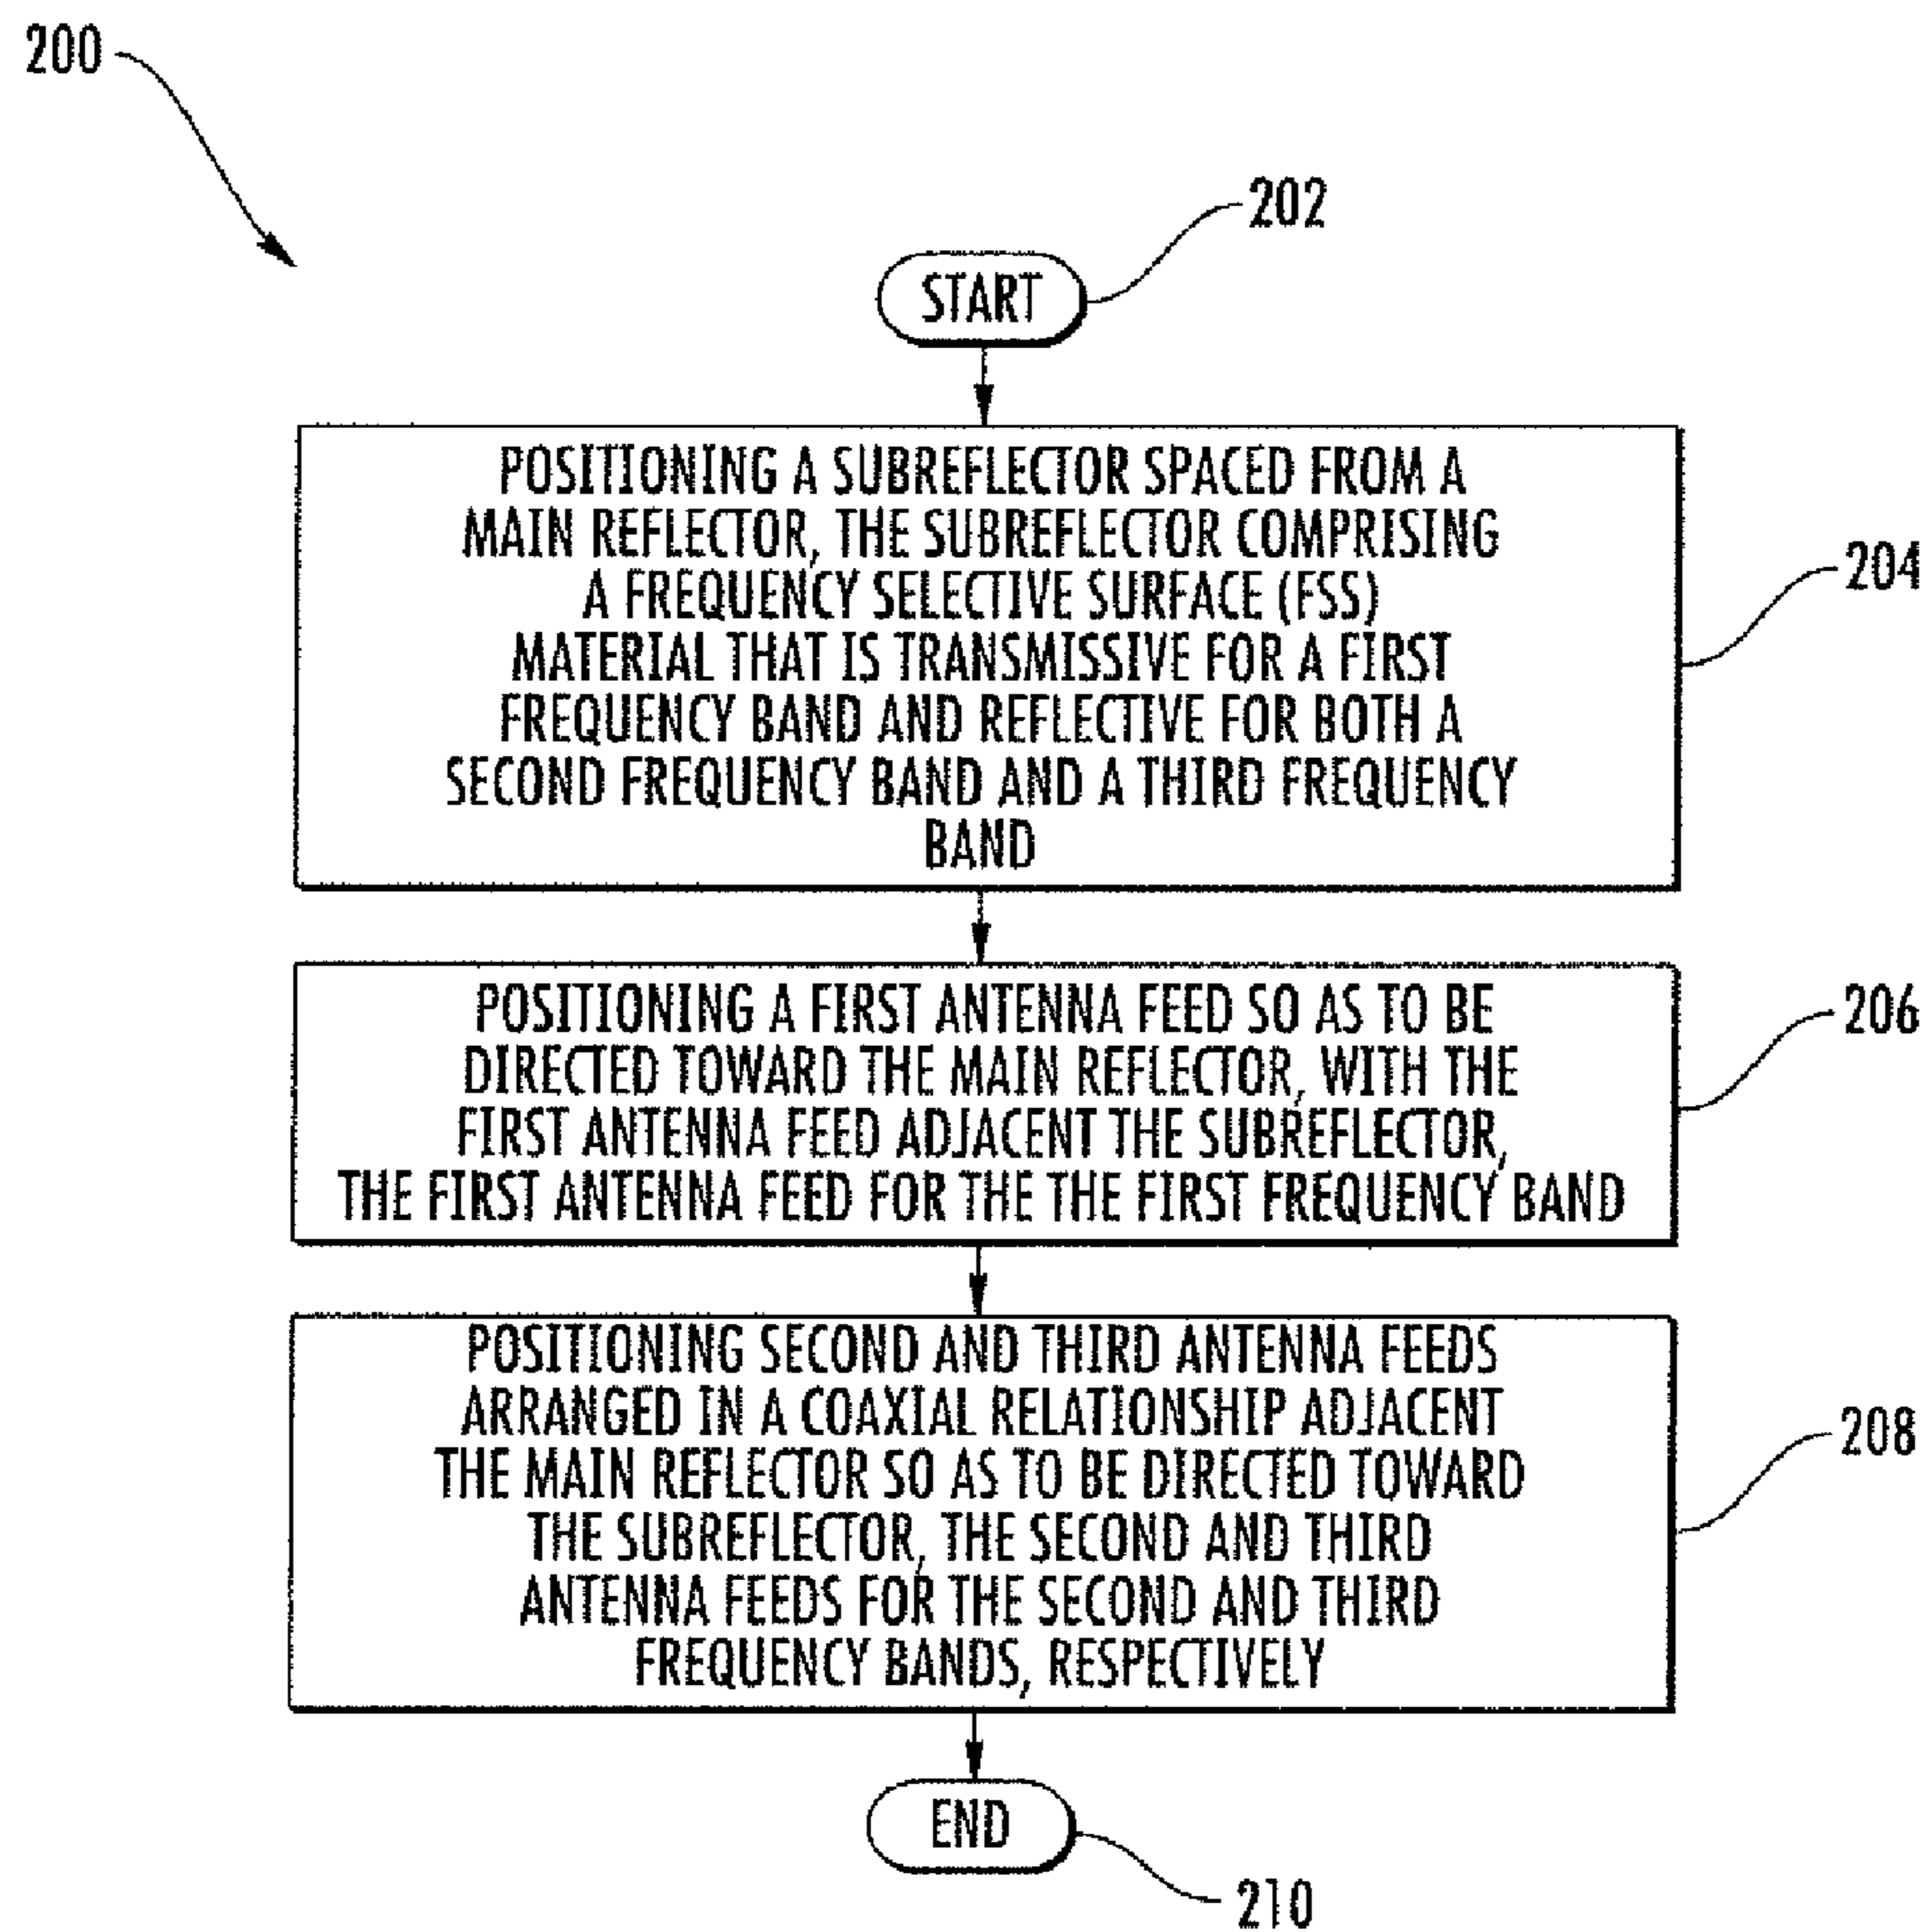 200
202
START
POSITIONING A SUBREFLECTOR SPACED FROM A
MAIN REFLECTOR, THE SUBREFLECTOR COMPRISING
A FREQUENCY SELECTIVE SURFACE (FSS)
MATERIAL THAT IS TRANSMISSIVE FOR A FIRST
FREQUENCY BAND AND REFLECTIVE FOR BOTH A
SECOND FREQUENCY BAND AND A THIRD FREQUENCY
BAND
204
POSITIONING A FIRST ANTENNA FEED SO AS TO BE
DIRECTED TOWARD THE MAIN REFLECTOR, WITH THE
FIRST ANTENNA FEED ADJACENT THE SUBREFLECTOR,
THE FIRST ANTENNA FEED FOR THE THE FIRST FREQUENCY BAND
206
POSITIONING SECOND AND THIRD ANTENNA FEEDS
ARRANGED IN A COAXIAL RELATIONSHIP ADJACENT
THE MAIN REFLECTOR SO AS TO BE DIRECTED TOWARD
THE SUBREFLECTOR, THE SECOND AND THIRD
ANTENNA FEEDS FOR THE SECOND AND THIRD
FREQUENCY BANDS, RESPECTIVELY
208
END
210